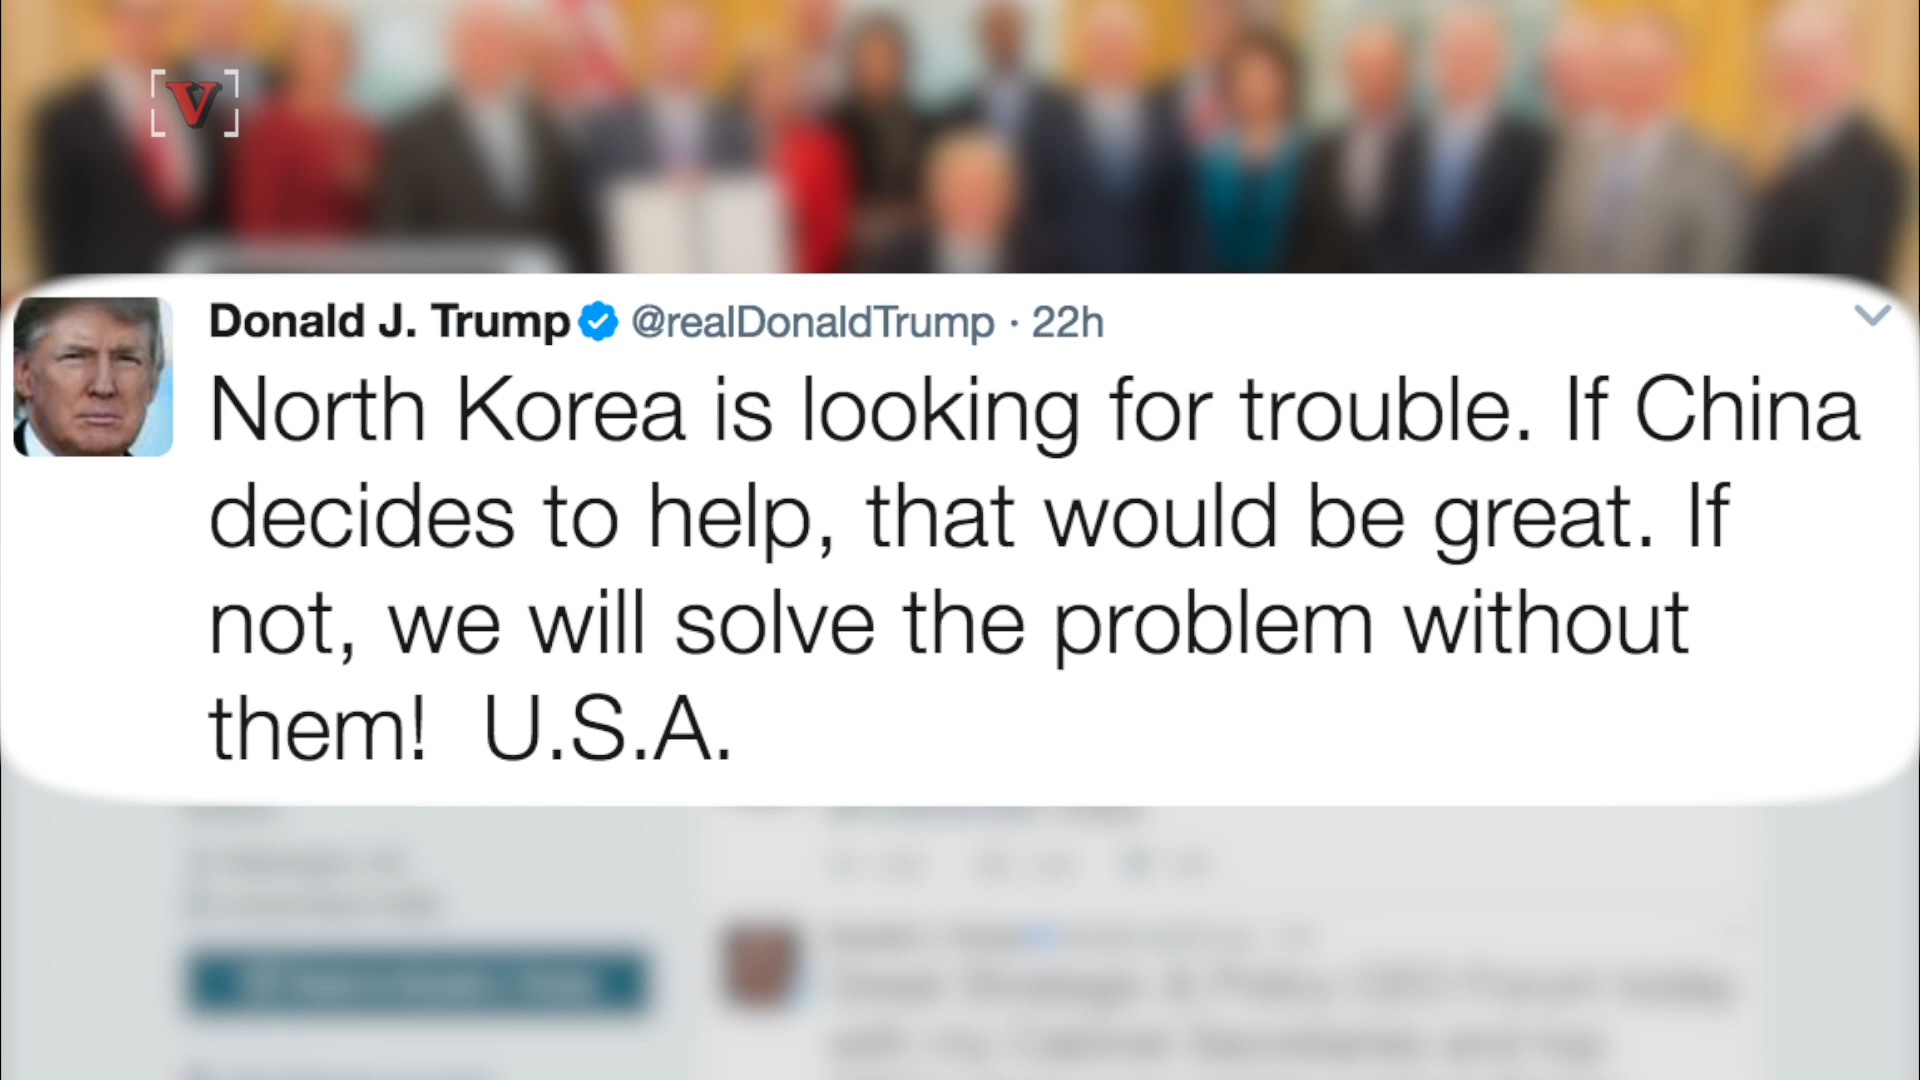 V
Donald J. Trump @realDonaldTrump · 22h
North Korea is looking for trouble. If China
decides to help, that would be great. If
not, we will solve the problem without
them!  U.S.A.